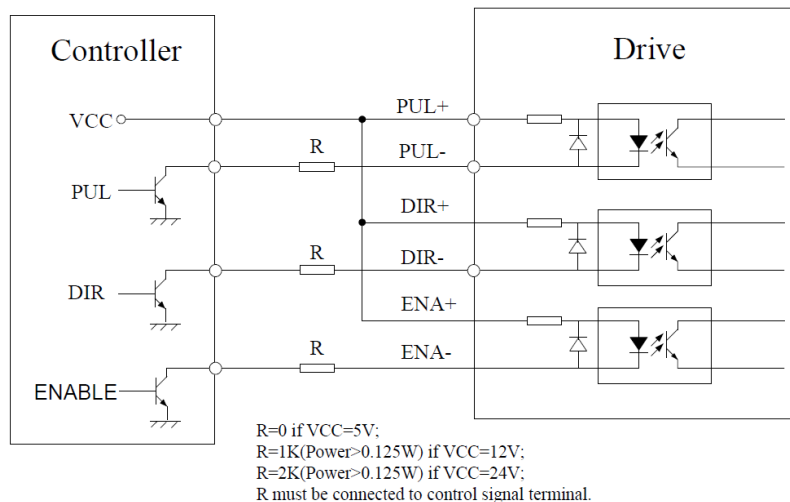 Controller
Drive
VCC
PUL+
R
PUL-
PUL
DIR+
R
DIR-
DIR
ENA+
R
ENA-
ENABLE
R=0 if VCC=5V;
R=1K(Power>0.125W) if VCC=12V;
R=2K(Power>0.125W) if VCC=24V;
R must be connected to control signal terminal.